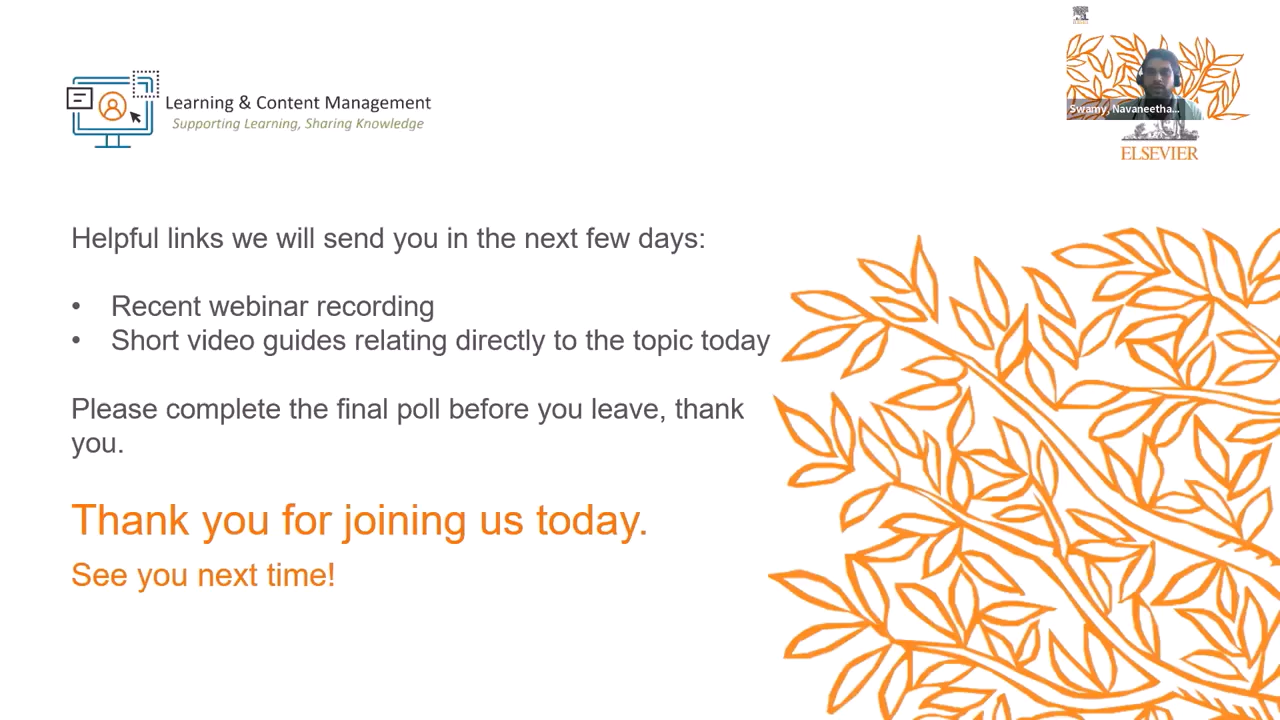 Learning & Content Management
Supporting Learning, Sharing Knowledge
Swamy, Navaneetha...
ELSEVIER
Helpful links we will send you in the next few days:
• Recent webinar recording
• Short video guides relating directly to the topic today
Please complete the final poll before you leave, thank
you.
Thank you for joining us today.
See you next time!